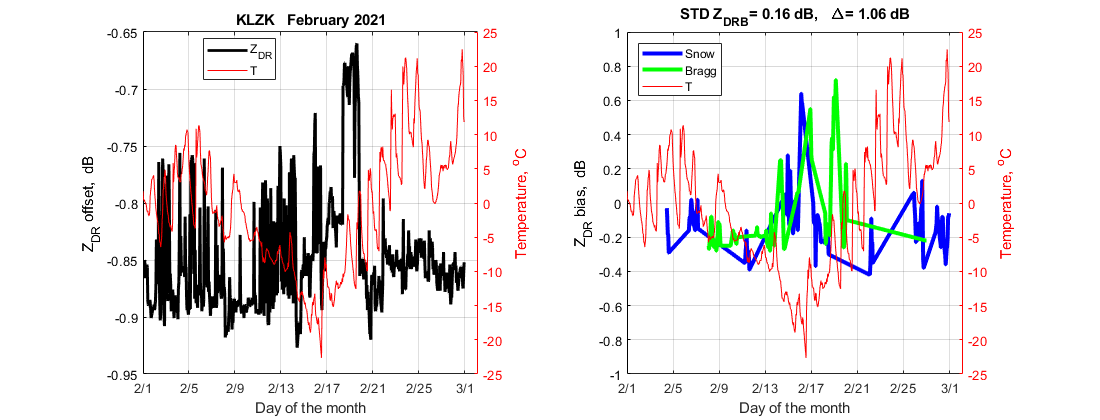 KLZK February 2021
-0.65
-0.7
-0.75
-0.8
-0.85
-0.9
-0.95
Z_DR offset, dB
Z_DR
T
25
20
15
10
5
0
-5
-10
-15
-20
-25
Temperature, °C
2/1 2/5 2/9 2/13 2/17 2/21 2/25 3/1
Day of the month
STD Z_DRB = 0.16 dB, Δ= 1.06 dB
1
0.8
0.6
0.4
0.2
0
-0.2
-0.4
-0.6
-0.8
-1
Z_DR bias, dB
Snow
Bragg
T
25
20
15
10
5
0
-5
-10
-15
-20
-25
Temperature, °C
2/1 2/5 2/9 2/13 2/17 2/21 2/25 3/1
Day of the month